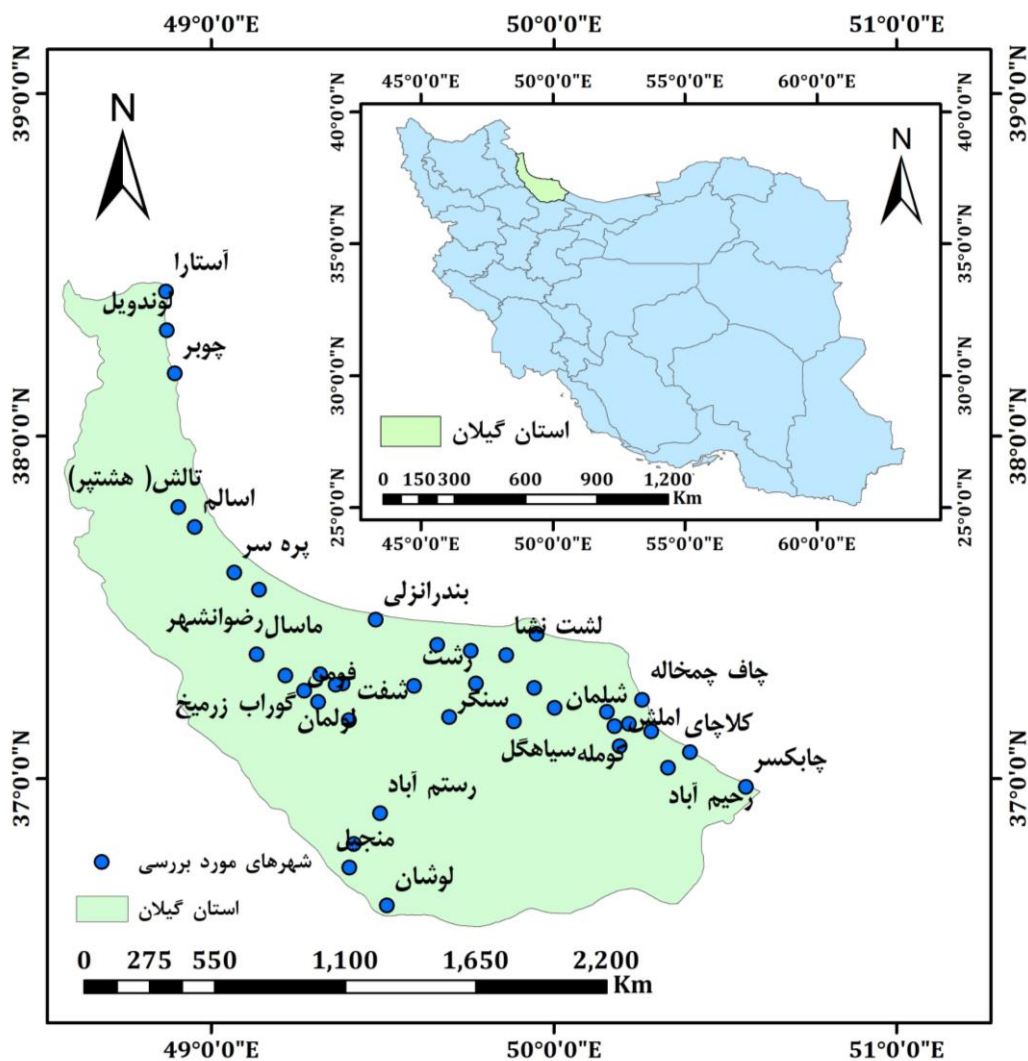 49°0'0"E 50°0'0"E 51°0'0"E
39°0'0"N 38°0'0"N 37°0'0"N
N
45°0'0"E 50°0'0"E 55°0'0"E 60°0'0"E
40°0'0"N 35°0'0"N 30°0'0"N 25°0'0"N
N
40°0'0"N 35°0'0"N 30°0'0"N 25°0'0"N
استان گیلان
0 150 300 600 900 1,200
Km
45°0'0"E 50°0'0"E 55°0'0"E 60°0'0"E
39°0'0"N 38°0'0"N 37°0'0"N
آستارا
لوندویل
چوبر
تالش( هشتپر)
اسالم
پره سر
بندرانزلی
رضوانشهر
ماسال
لشت نشا
رشت
چاف چمخاله
فومن
شفت
گوراب زرمیخ
لولمان
سنگر
شلمان
املش
کلاچای
سیاهگل
کومله
چابکسر
رحیم آباد
رستم آباد
منجیل
لوشان
شهرهای مورد بررسی
استان گیلان
0 275 550 1,100 1,650 2,200
Km
49°0'0"E 50°0'0"E 51°0'0"E